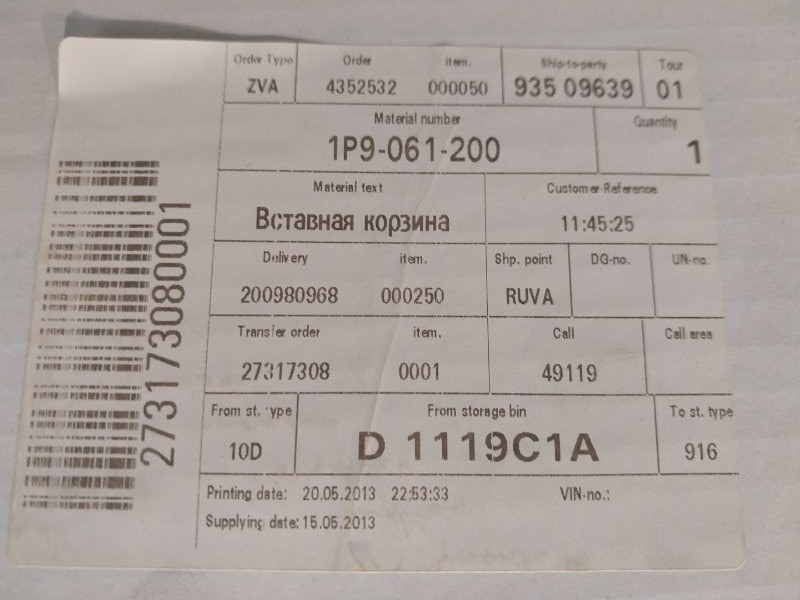 Order Type Order item. Ship-to-party Tour
ZVA 4352532 000050 935 09639 01
Material number Quantity
1P9-061-200 1
Material text Customer-Reference
Вставная корзина 11:45:25
Delivery item. Shp. point DG-no. UN-no.
200980968 000250 RUVA
Transfer order item. Call Call area
27317308 0001 49119
From st. type From storage bin To st. type
10D D 1119C1A 916
Printing date: 20.05.2013 22:53:33 VIN-no.:
Supplying date: 15.05.2013
273173080001